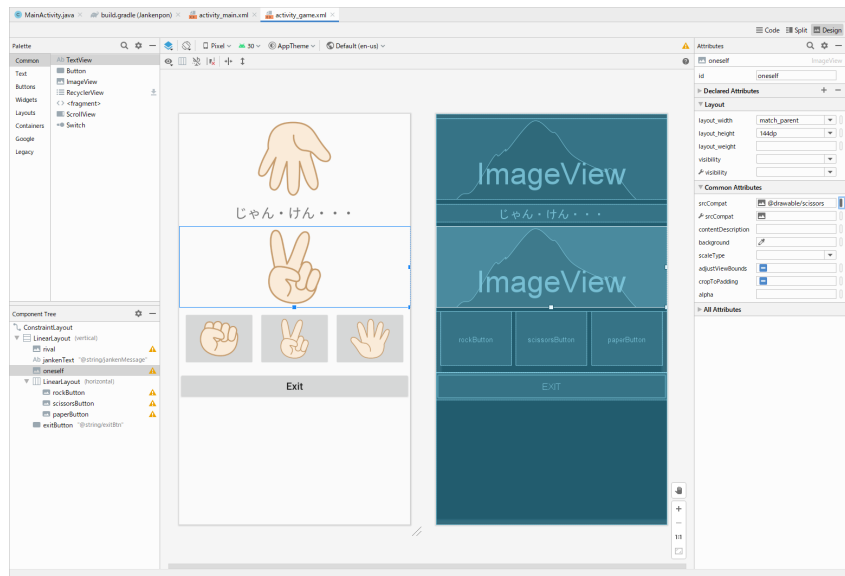 MainActivity.java build.gradle (Jankenpon) activity_main.xml activity_game.xml
Code Split Design
Palette
Common
Text
Buttons
Widgets
Layouts
Containers
Google
Legacy
Ab TextView
Button
ImageView
RecyclerView
<> <fragment>
ScrollView
Switch
Pixel 30 AppTheme Default (en-us)
じゃん・けん・・・
Exit
ImageView
じゃん・けん・・・
ImageView
rockButton scissorsButton paperButton
EXIT
1:1
Component Tree
ConstraintLayout
LinearLayout (vertical)
rival
Ab jankenText "@string/jankenMessage"
oneself
LinearLayout (horizontal)
rockButton
scissorsButton
paperButton
exitButton "@string/exitBtn"
Attributes
oneself ImageView
id oneself
Declared Attributes
Layout
layout_width match_parent
layout_height 144dp
layout_weight
visibility
visibility
Common Attributes
srcCompat @drawable/scissors
srcCompat
contentDescription
background
scaleType
adjustViewBounds
cropToPadding
alpha
All Attributes